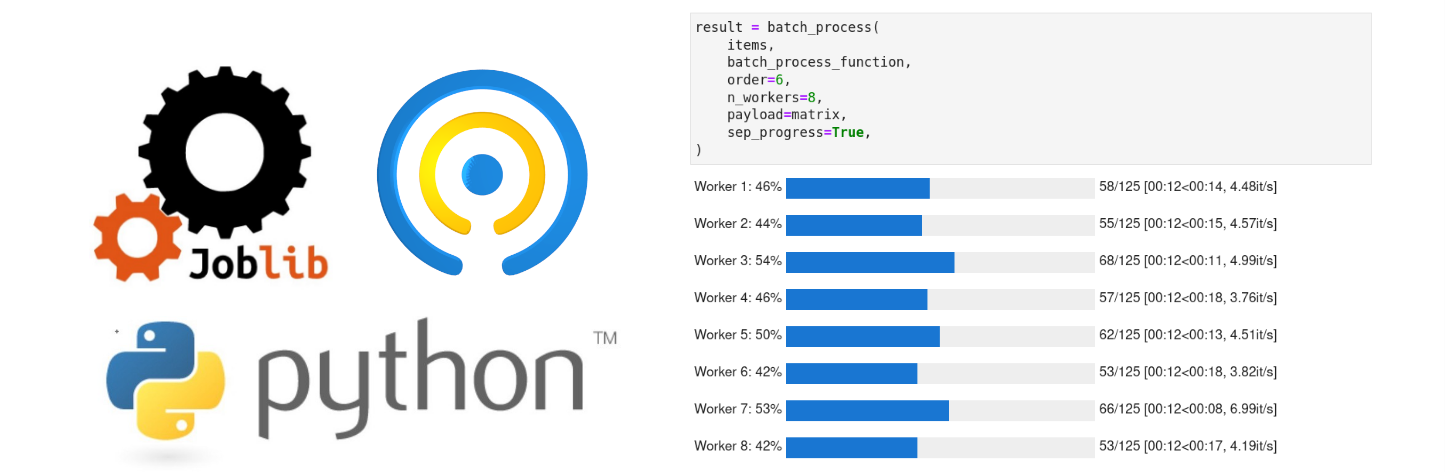 Joblib
python™
result = batch_process(
    items,
    batch_process_function,
    order=6,
    n_workers=8,
    payload=matrix,
    sep_progress=True,
)
Worker 1: 46% 58/125 [00:12<00:14, 4.48it/s]
Worker 2: 44% 55/125 [00:12<00:15, 4.57it/s]
Worker 3: 54% 68/125 [00:12<00:11, 4.99it/s]
Worker 4: 46% 57/125 [00:12<00:18, 3.76it/s]
Worker 5: 50% 62/125 [00:12<00:13, 4.51it/s]
Worker 6: 42% 53/125 [00:12<00:18, 3.82it/s]
Worker 7: 53% 66/125 [00:12<00:08, 6.99it/s]
Worker 8: 42% 53/125 [00:12<00:17, 4.19it/s]